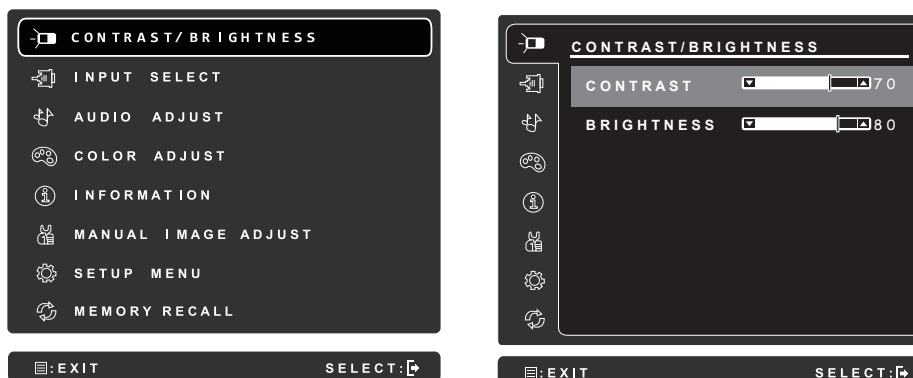 CONTRAST/BRIGHTNESS
INPUT SELECT
AUDIO ADJUST
COLOR ADJUST
INFORMATION
MANUAL IMAGE ADJUST
SETUP MENU
MEMORY RECALL
:EXIT SELECT:
CONTRAST/BRIGHTNESS
CONTRAST 70
BRIGHTNESS 80
:EXIT SELECT: